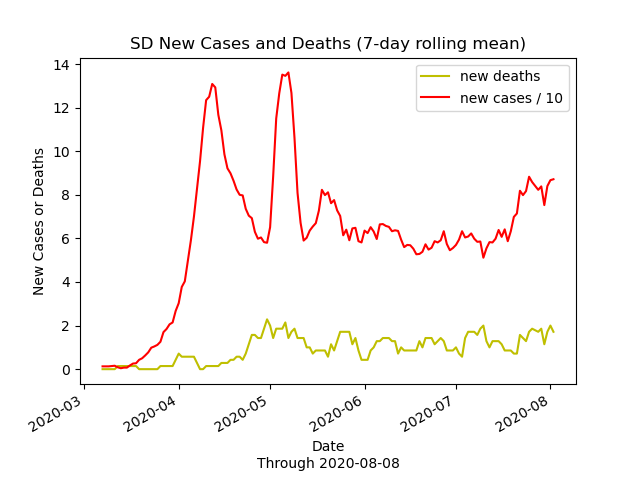 SD New Cases and Deaths (7-day rolling mean)
new deaths
new cases / 10
New Cases or Deaths
14
12
10
8
6
4
2
0
2020-03
2020-04
2020-05
2020-06
2020-07
2020-08
Date
Through 2020-08-08